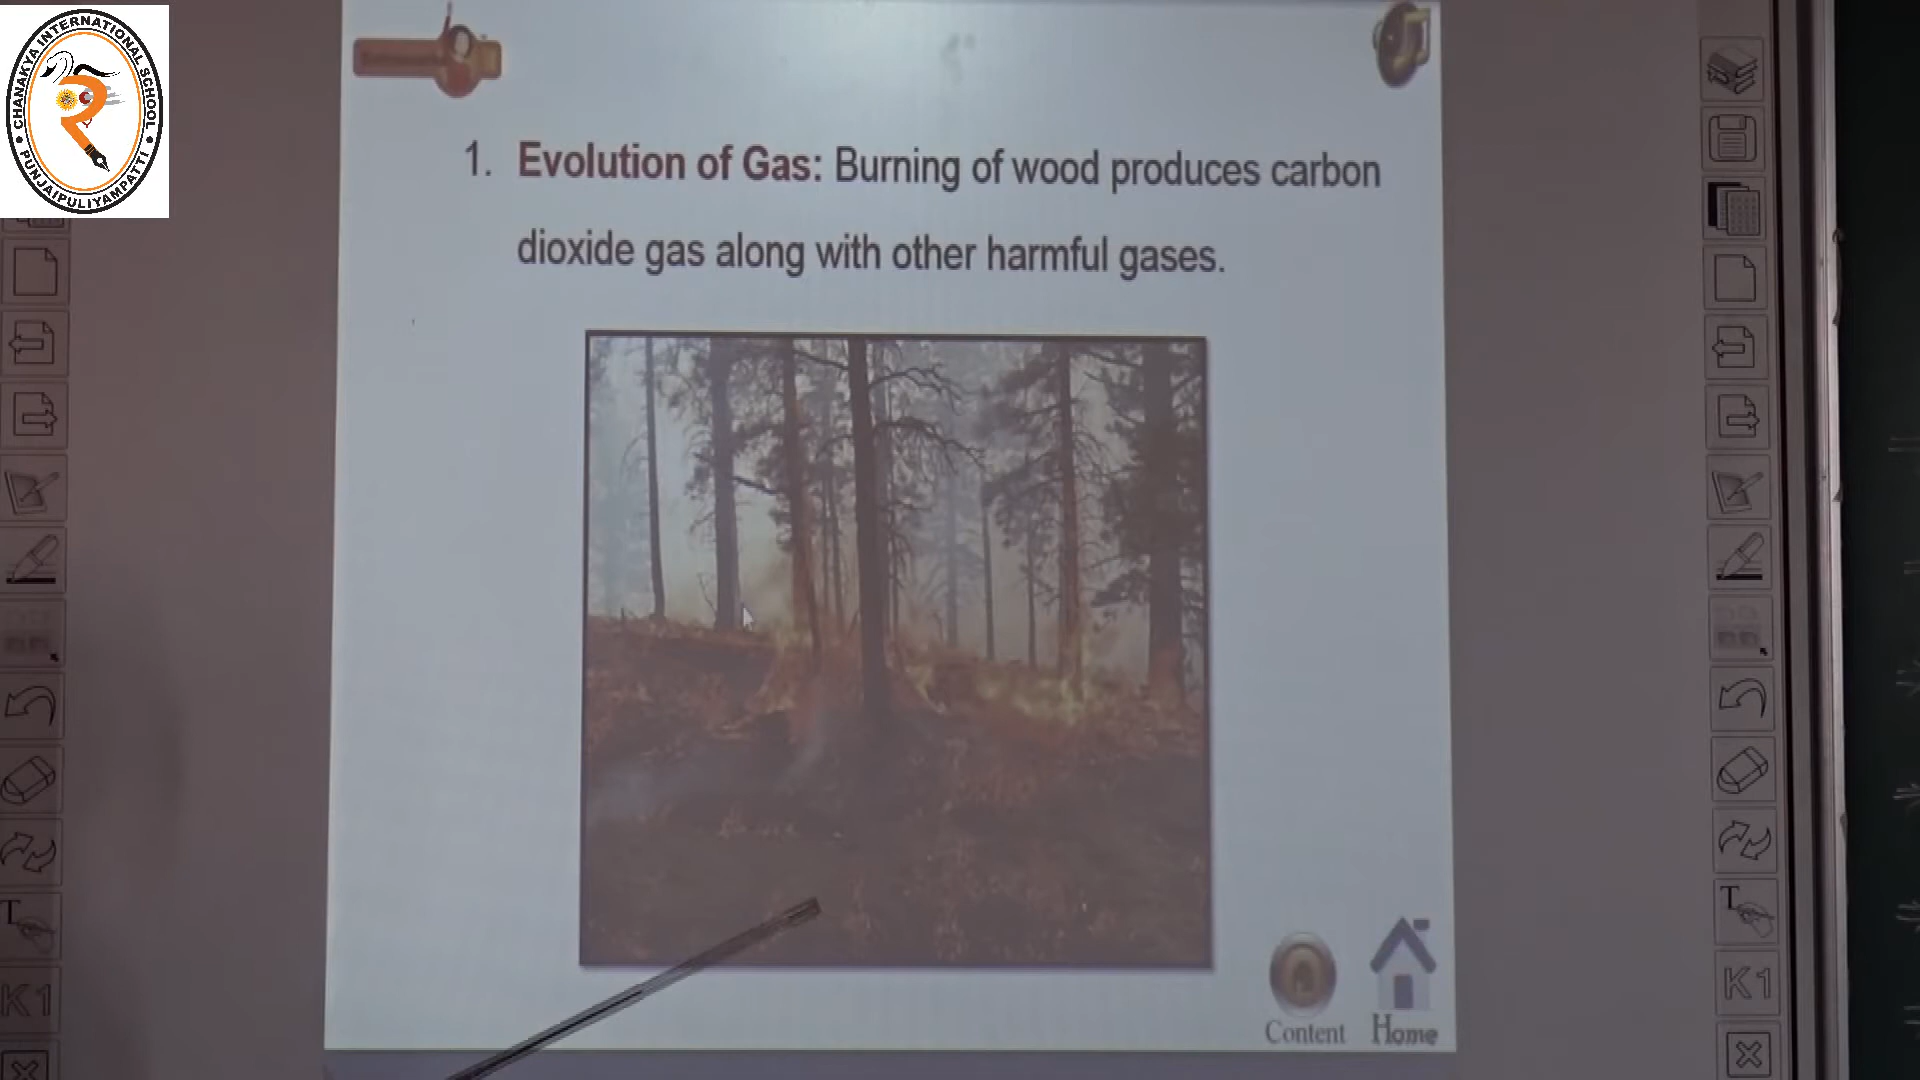 CHANAKYA INTERNATIONAL SCHOOL
PUNJAIPULIYAMPATTI
1. Evolution of Gas: Burning of wood produces carbon
dioxide gas along with other harmful gases.
Content
Home
T
K1
T
K1